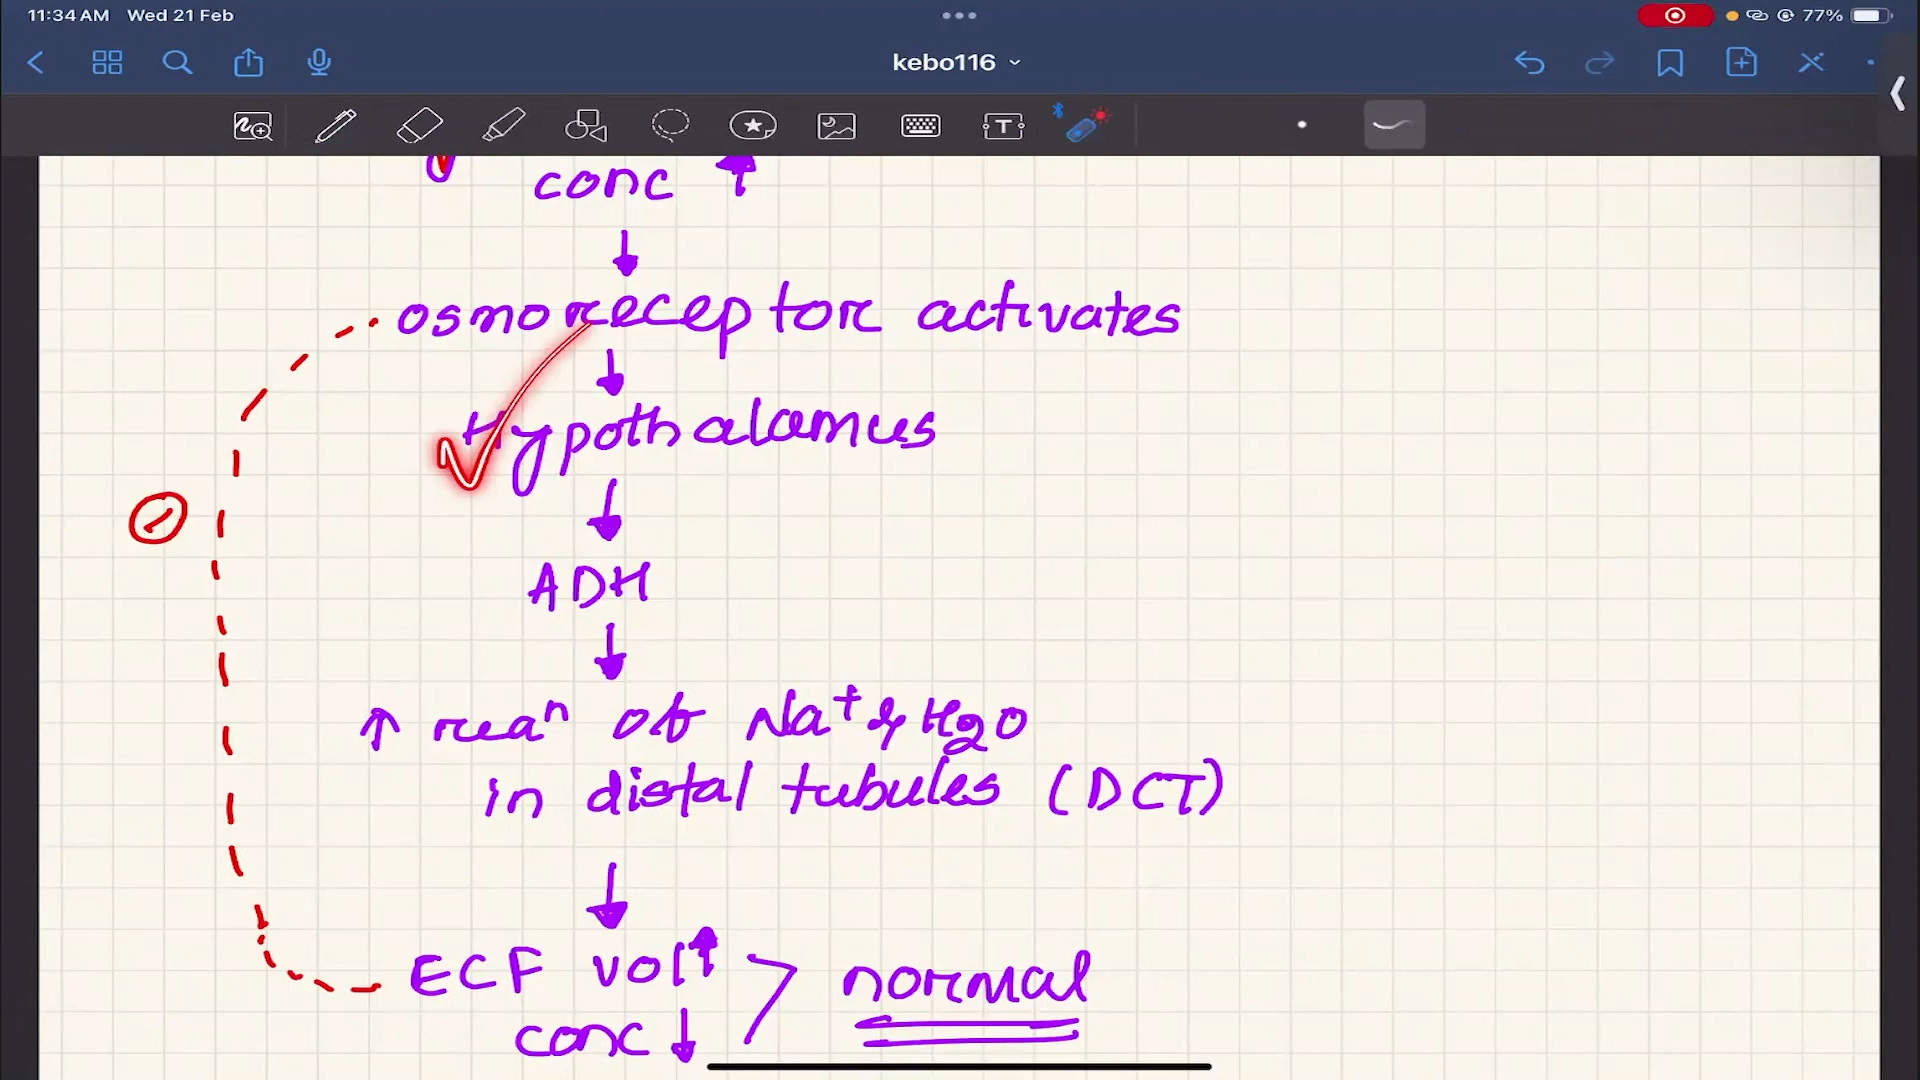 11:34 AM Wed 21 Feb
77%
kebo116
T
conc ↑
↓
osmoreceptor activates
↓
Hypothalamus
↓
ADH
↓
↑ reaⁿ of Na⁺ & H₂O
in distal tubules (DCT)
↓
ECF vol↑ > normal
conc ↓